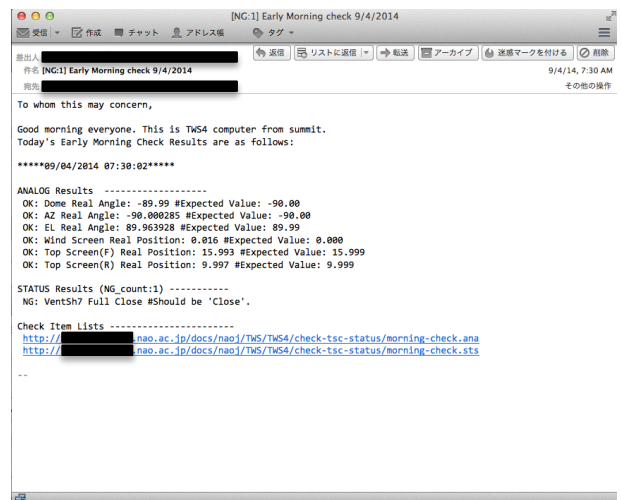 [NG:1] Early Morning check 9/4/2014
受信 作成 チャット アドレス帳 タグ
差出人 返信 リストに返信 転送 アーカイブ 迷惑マークを付ける 削除
件名 [NG:1] Early Morning check 9/4/2014 9/4/14, 7:30 AM
宛先 その他の操作
To whom this may concern,
Good morning everyone. This is TWS4 computer from summit.
Today's Early Morning Check Results are as follows:
*****09/04/2014 07:30:02*****
ANALOG Results -------------------
OK: Dome Real Angle: -89.99 #Expected Value: -90.00
OK: AZ Real Angle: -90.000285 #Expected Value: -90.00
OK: EL Real Angle: 89.963928 #Expected Value: 89.99
OK: Wind Screen Real Position: 0.016 #Expected Value: 0.000
OK: Top Screen(F) Real Position: 15.993 #Expected Value: 15.999
OK: Top Screen(R) Real Position: 9.997 #Expected Value: 9.999
STATUS Results (NG_count:1) -----------
NG: VentSh7 Full Close #Should be 'Close'.
Check Item Lists -----------------------
http:// .nao.ac.jp/docs/naoj/TWS/TWS4/check-tsc-status/morning-check.ana
http:// .nao.ac.jp/docs/naoj/TWS/TWS4/check-tsc-status/morning-check.sts
--